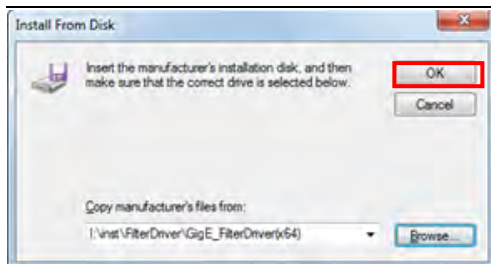 Install From Disk
Insert the manufacturer's installation disk, and then
make sure that the correct drive is selected below.
OK
Cancel
Copy manufacturer's files from:
I:\inst\FilterDriver\GigE_FilterDriver(x64)
Browse...